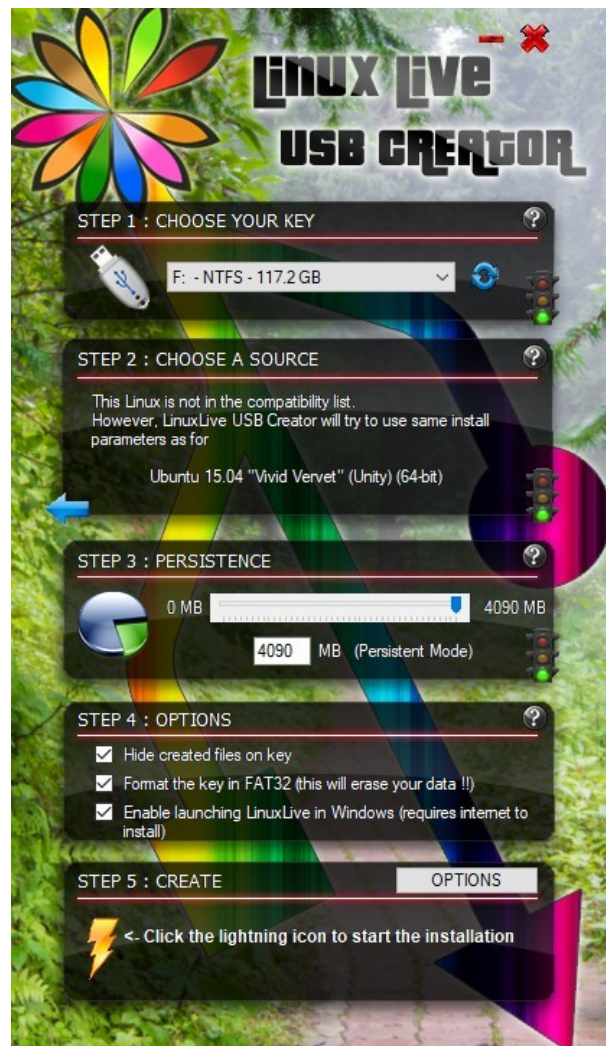 Linux Live
USB CREATOR
STEP 1 : CHOOSE YOUR KEY
?
F: - NTFS - 117.2 GB
STEP 2 : CHOOSE A SOURCE
?
This Linux is not in the compatibility list.
However, LinuxLive USB Creator will try to use same install
parameters as for
Ubuntu 15.04 "Vivid Vervet" (Unity) (64-bit)
STEP 3 : PERSISTENCE
?
0 MB 4090 MB
4090 MB (Persistent Mode)
STEP 4 : OPTIONS
?
Hide created files on key
Format the key in FAT32 (this will erase your data !!)
Enable launching LinuxLive in Windows (requires internet to
install)
STEP 5 : CREATE OPTIONS
<- Click the lightning icon to start the installation